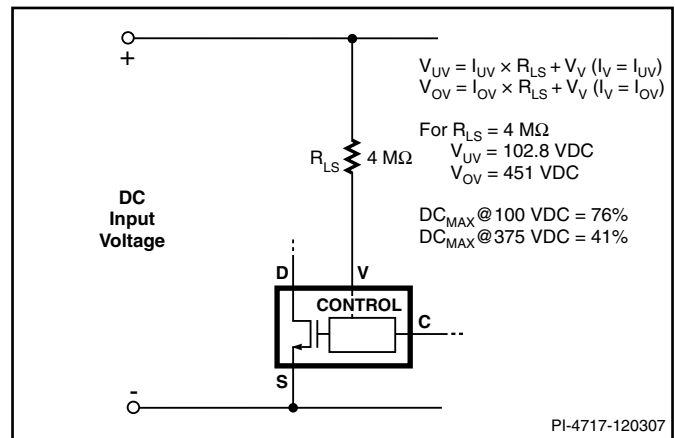 +
V_UV = I_UV × R_LS + V_V (I_V = I_UV)
V_OV = I_OV × R_LS + V_V (I_V = I_OV)
For R_LS = 4 MΩ
V_UV = 102.8 VDC
V_OV = 451 VDC
DC_MAX@100 VDC = 76%
DC_MAX@375 VDC = 41%
R_LS 4 MΩ
DC
Input
Voltage
D V
CONTROL
C
S
-
PI-4717-120307